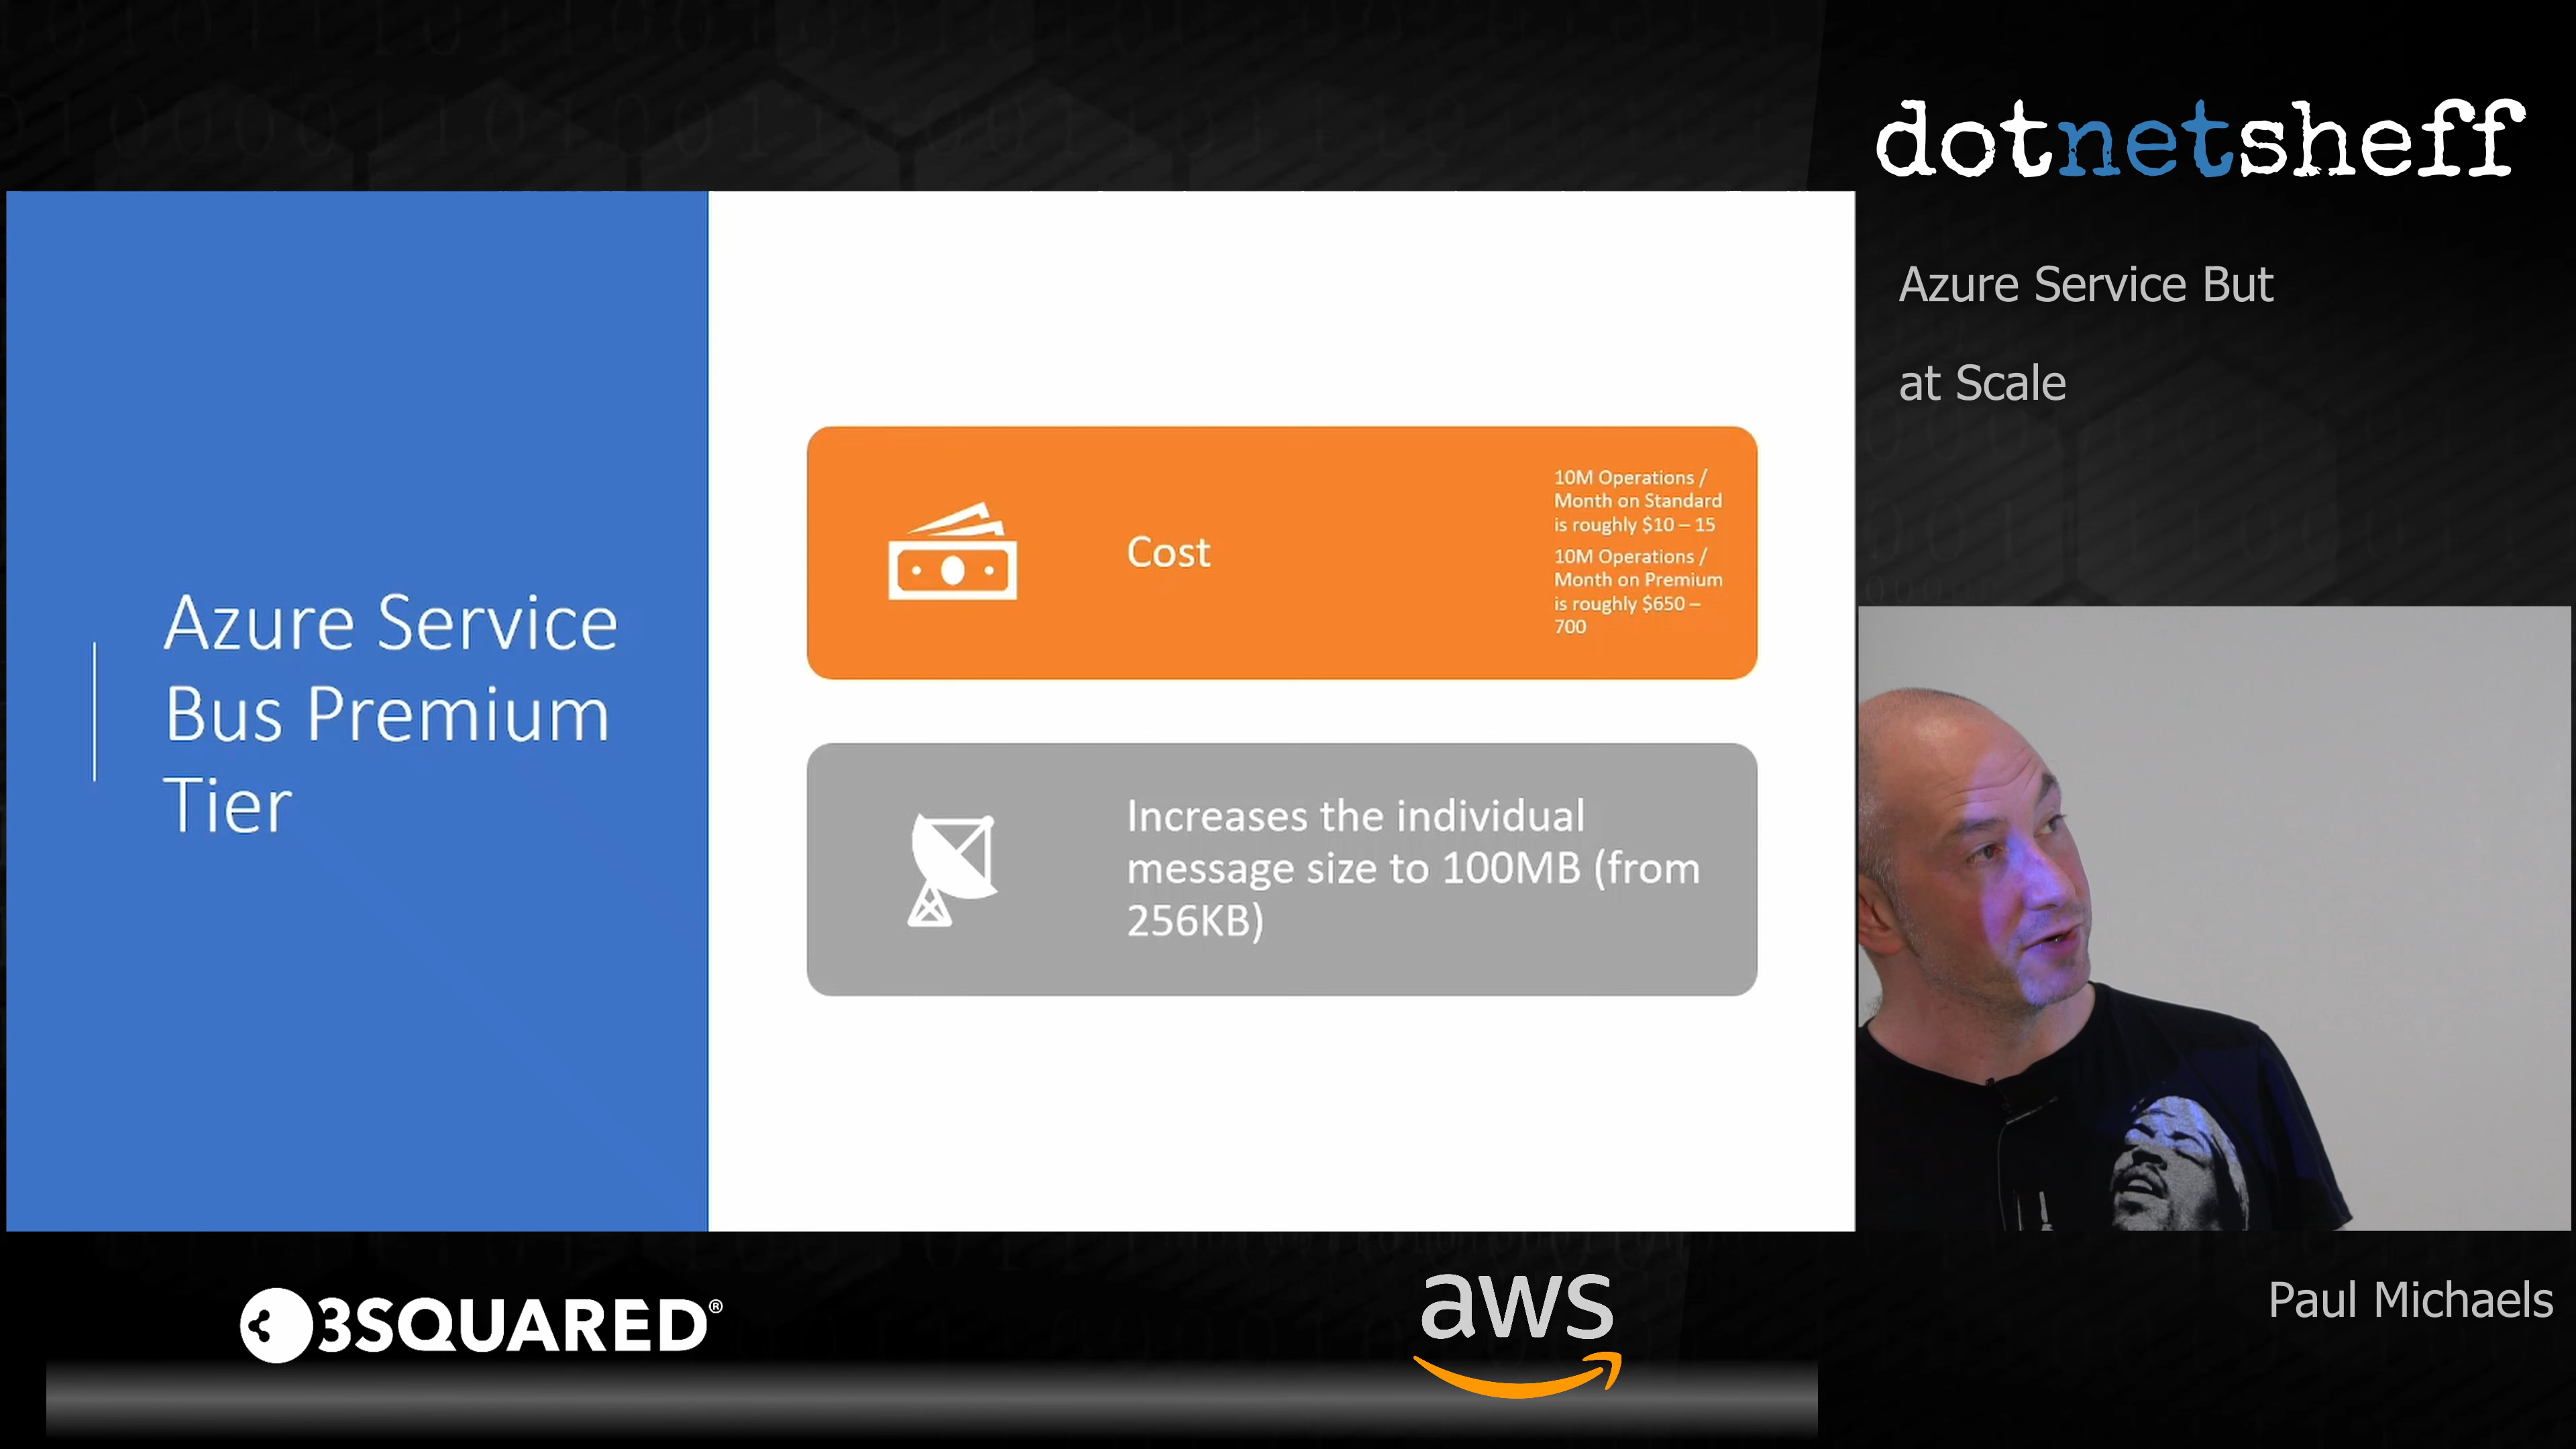 dotnetsheff
Azure Service But
at Scale
Azure Service
Bus Premium
Tier
Cost
10M Operations /
Month on Standard
is roughly $10 – 15
10M Operations /
Month on Premium
is roughly $650 –
700
Increases the individual
message size to 100MB (from
256KB)
3SQUARED®
aws
Paul Michaels